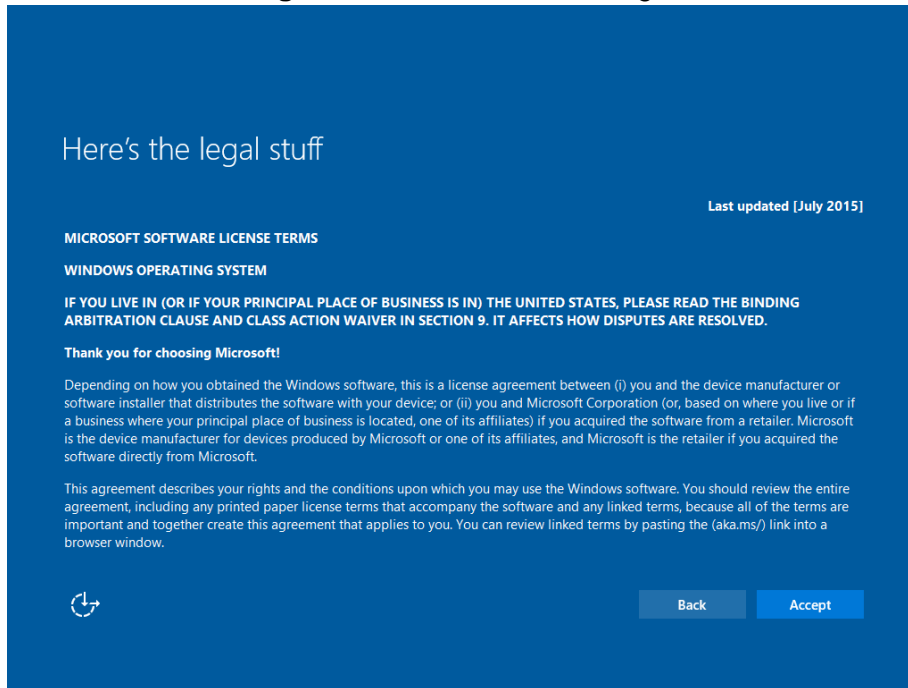 Here's the legal stuff
Last updated [July 2015]
MICROSOFT SOFTWARE LICENSE TERMS
WINDOWS OPERATING SYSTEM
IF YOU LIVE IN (OR IF YOUR PRINCIPAL PLACE OF BUSINESS IS IN) THE UNITED STATES, PLEASE READ THE BINDING
ARBITRATION CLAUSE AND CLASS ACTION WAIVER IN SECTION 9. IT AFFECTS HOW DISPUTES ARE RESOLVED.
Thank you for choosing Microsoft!
Depending on how you obtained the Windows software, this is a license agreement between (i) you and the device manufacturer or
software installer that distributes the software with your device; or (ii) you and Microsoft Corporation (or, based on where you live or if
a business where your principal place of business is located, one of its affiliates) if you acquired the software from a retailer. Microsoft
is the device manufacturer for devices produced by Microsoft or one of its affiliates, and Microsoft is the retailer if you acquired the
software directly from Microsoft.
This agreement describes your rights and the conditions upon which you may use the Windows software. You should review the entire
agreement, including any printed paper license terms that accompany the software and any linked terms, because all of the terms are
important and together create this agreement that applies to you. You can review linked terms by pasting the (aka.ms/) link into a
browser window.
Back
Accept